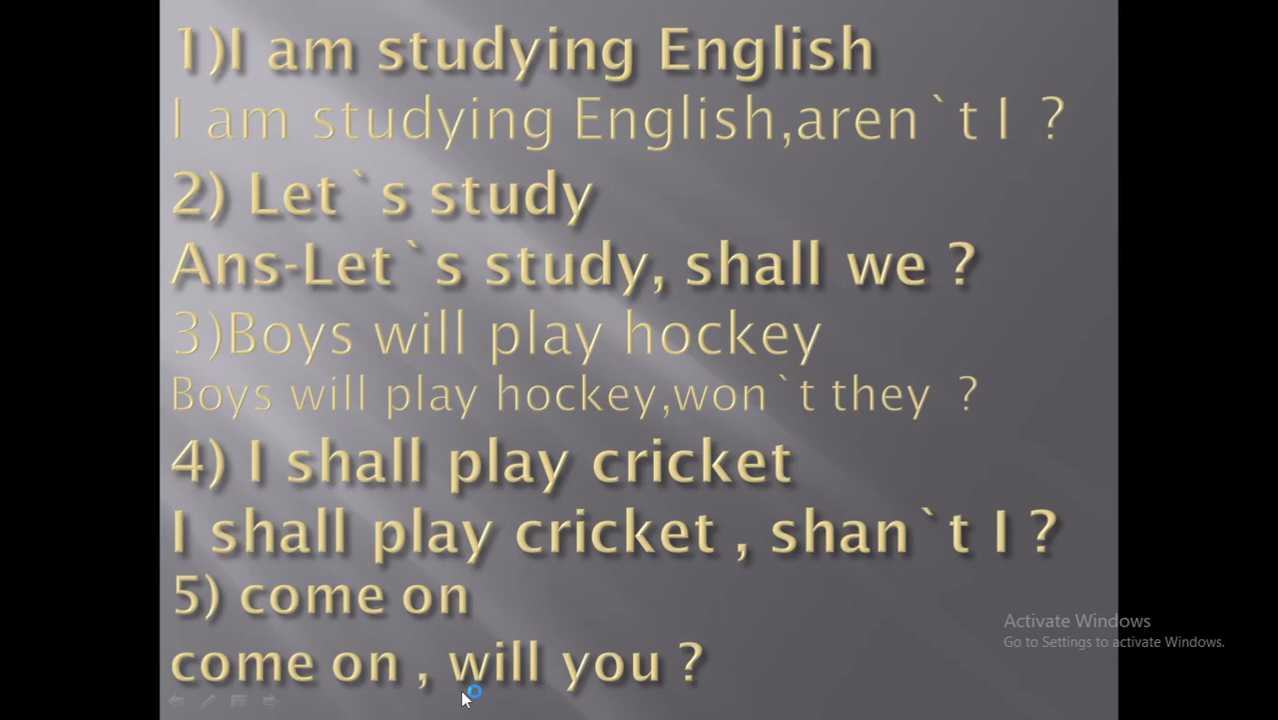 1)I am studying English
I am studying English,aren`t I ?
2) Let`s study
Ans-Let`s study, shall we ?
3)Boys will play hockey
Boys will play hockey,won`t they ?
4) I shall play cricket
I shall play cricket , shan`t I ?
5) come on
come on , will you ?
Activate Windows
Go to Settings to activate Windows.